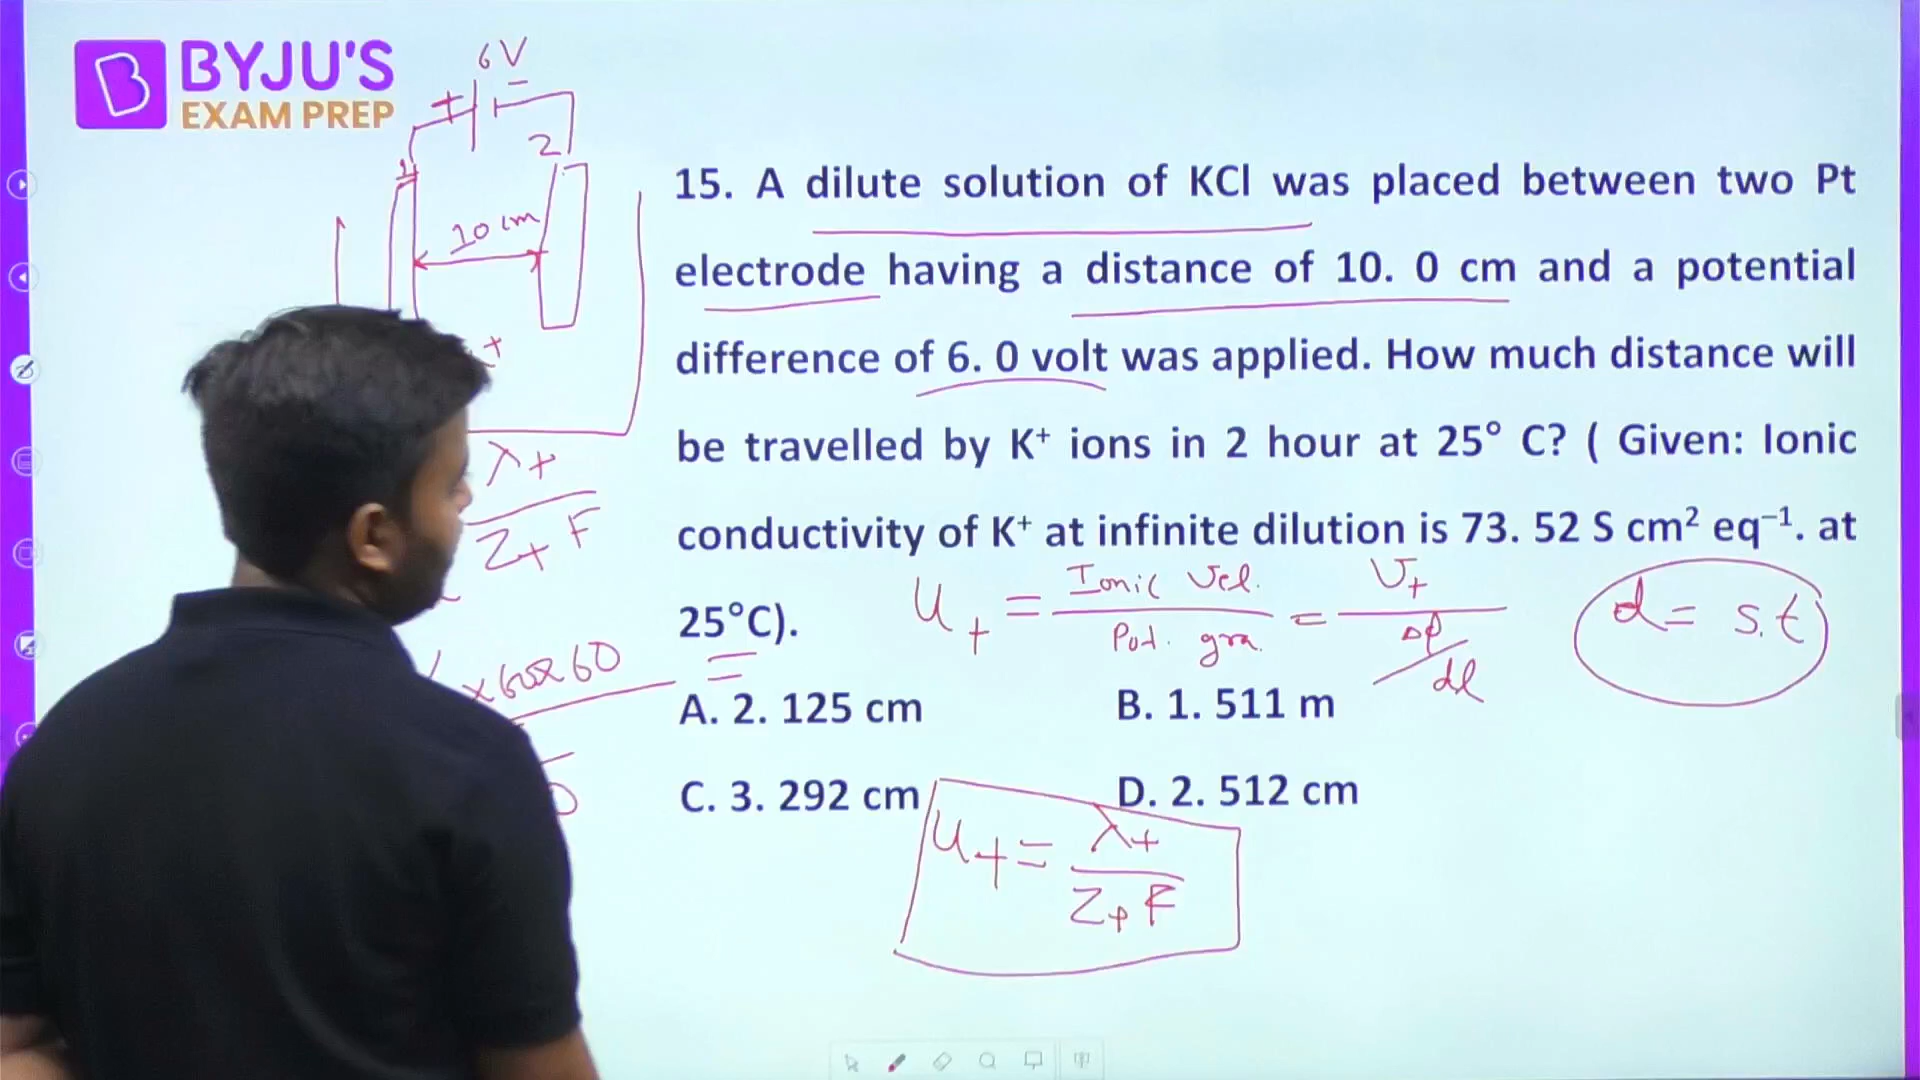 BYJU'S
EXAM PREP
6V
+ -
2
10 cm
+
λ+
Z+ F
x 60x60
15. A dilute solution of KCl was placed between two Pt
electrode having a distance of 10. 0 cm and a potential
difference of 6. 0 volt was applied. How much distance will
be travelled by K⁺ ions in 2 hour at 25° C? ( Given: Ionic
conductivity of K⁺ at infinite dilution is 73. 52 S cm² eq⁻¹. at
25°C).
U+ = Ionic Vel. / Pot. gra. = U+ / Δφ/dl
d = s.t
A. 2. 125 cm
B. 1. 511 m
C. 3. 292 cm
D. 2. 512 cm
U+ = λ+ / Z+ F